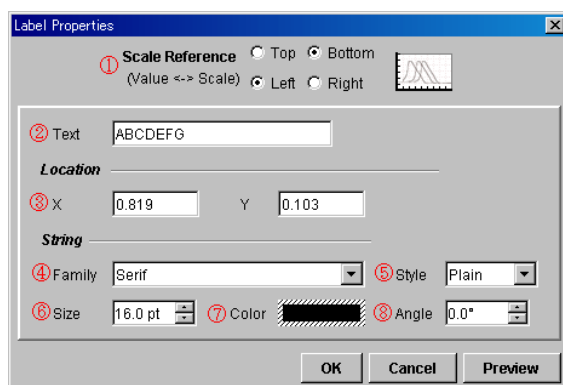 Label Properties
① Scale Reference Top Bottom
(Value <-> Scale) Left Right
② Text ABCDEFG
Location
③ X 0.819 Y 0.103
String
④ Family Serif ⑤ Style Plain
⑥ Size 16.0 pt ⑦ Color ⑧ Angle 0.0°
OK Cancel Preview